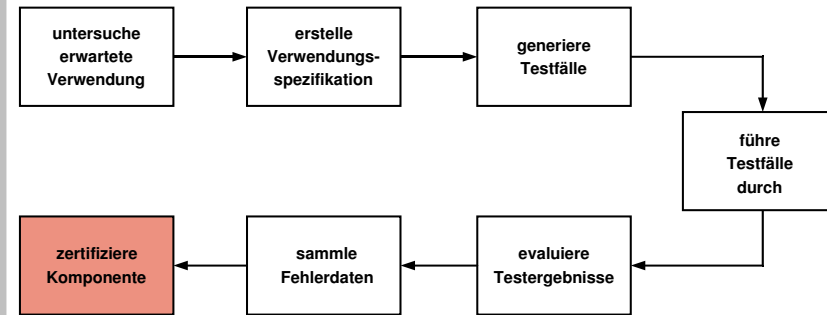 untersuche
erwartete
Verwendung
erstelle
Verwendungs-
spezifikation
generiere
Testfälle
führe
Testfälle
durch
evaluiere
Testergebnisse
sammle
Fehlerdaten
zertifiziere
Komponente